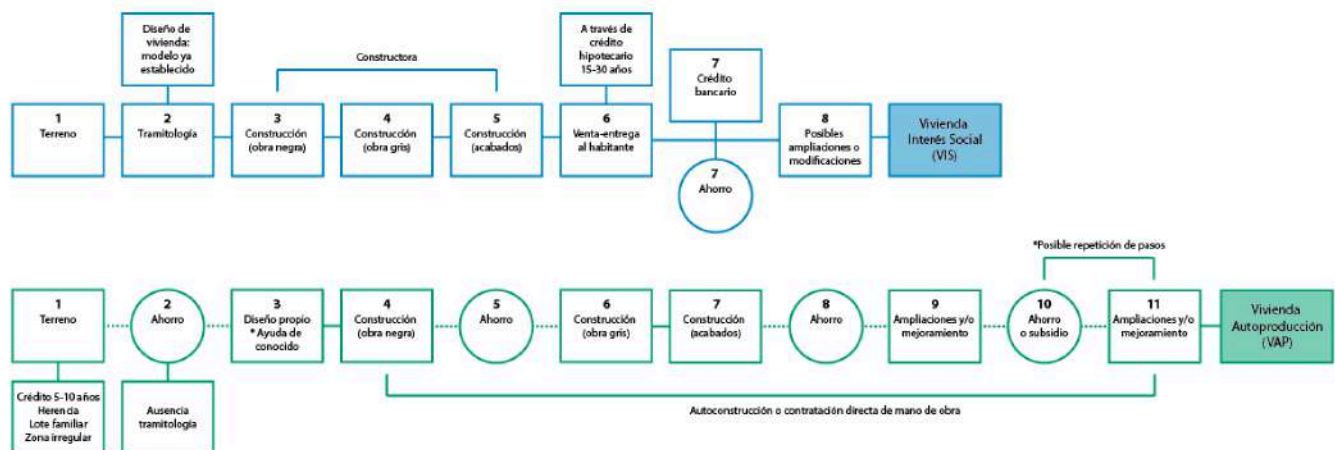 Diseño de
vivienda:
modelo ya
establecido
Constructora
A través de
crédito
hipotecario
15-30 años
7
Crédito
bancario
1
Terreno
2
Tramitología
3
Construcción
(obra negra)
4
Construcción
(obra gris)
5
Construcción
(acabados)
6
Venta-entrega
al habitante
7
Ahorro
8
Posibles
ampliaciones o
modificaciones
Vivienda
Interés Social
(VIS)
*Posible repetición de pasos
1
Terreno
2
Ahorro
3
Diseño propio
* Ayuda de
conocido
4
Construcción
(obra negra)
5
Ahorro
6
Construcción
(obra gris)
7
Construcción
(acabados)
8
Ahorro
9
Ampliaciones y/o
mejoramiento
10
Ahorro
o subsidio
11
Ampliaciones y/o
mejoramiento
Vivienda
Autoproducción
(VAP)
Crédito 5-10 años
Herencia
Lote familiar
Zona irregular
Ausencia
tramitología
Autoconstrucción o contratación directa de mano de obra